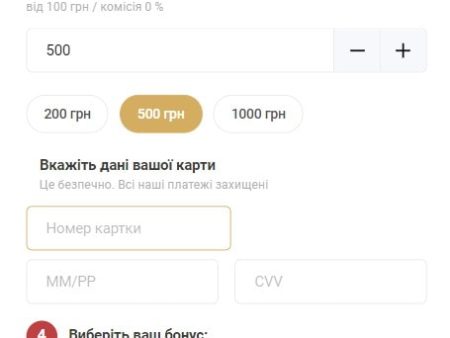 від 100 грн / комісія 0 %
500
200 грн 500 грн 1000 грн
Вкажіть дані вашої карти
Це безпечно. Всі наші платежі захищені
Номер картки
ММ/РР CVV
4 Виберіть ваш бонус: